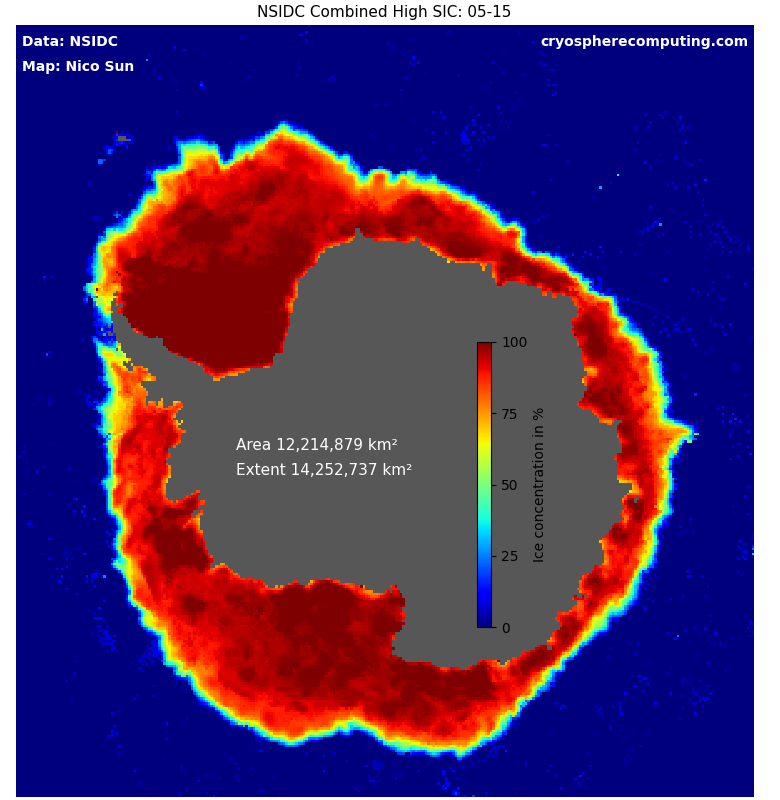 NSIDC Combined High SIC: 05-15
Data: NSIDC
cryospherecomputing.com
Map: Nico Sun
100
75
50
25
0
Ice concentration in %
Area 12,214,879 km²
Extent 14,252,737 km²